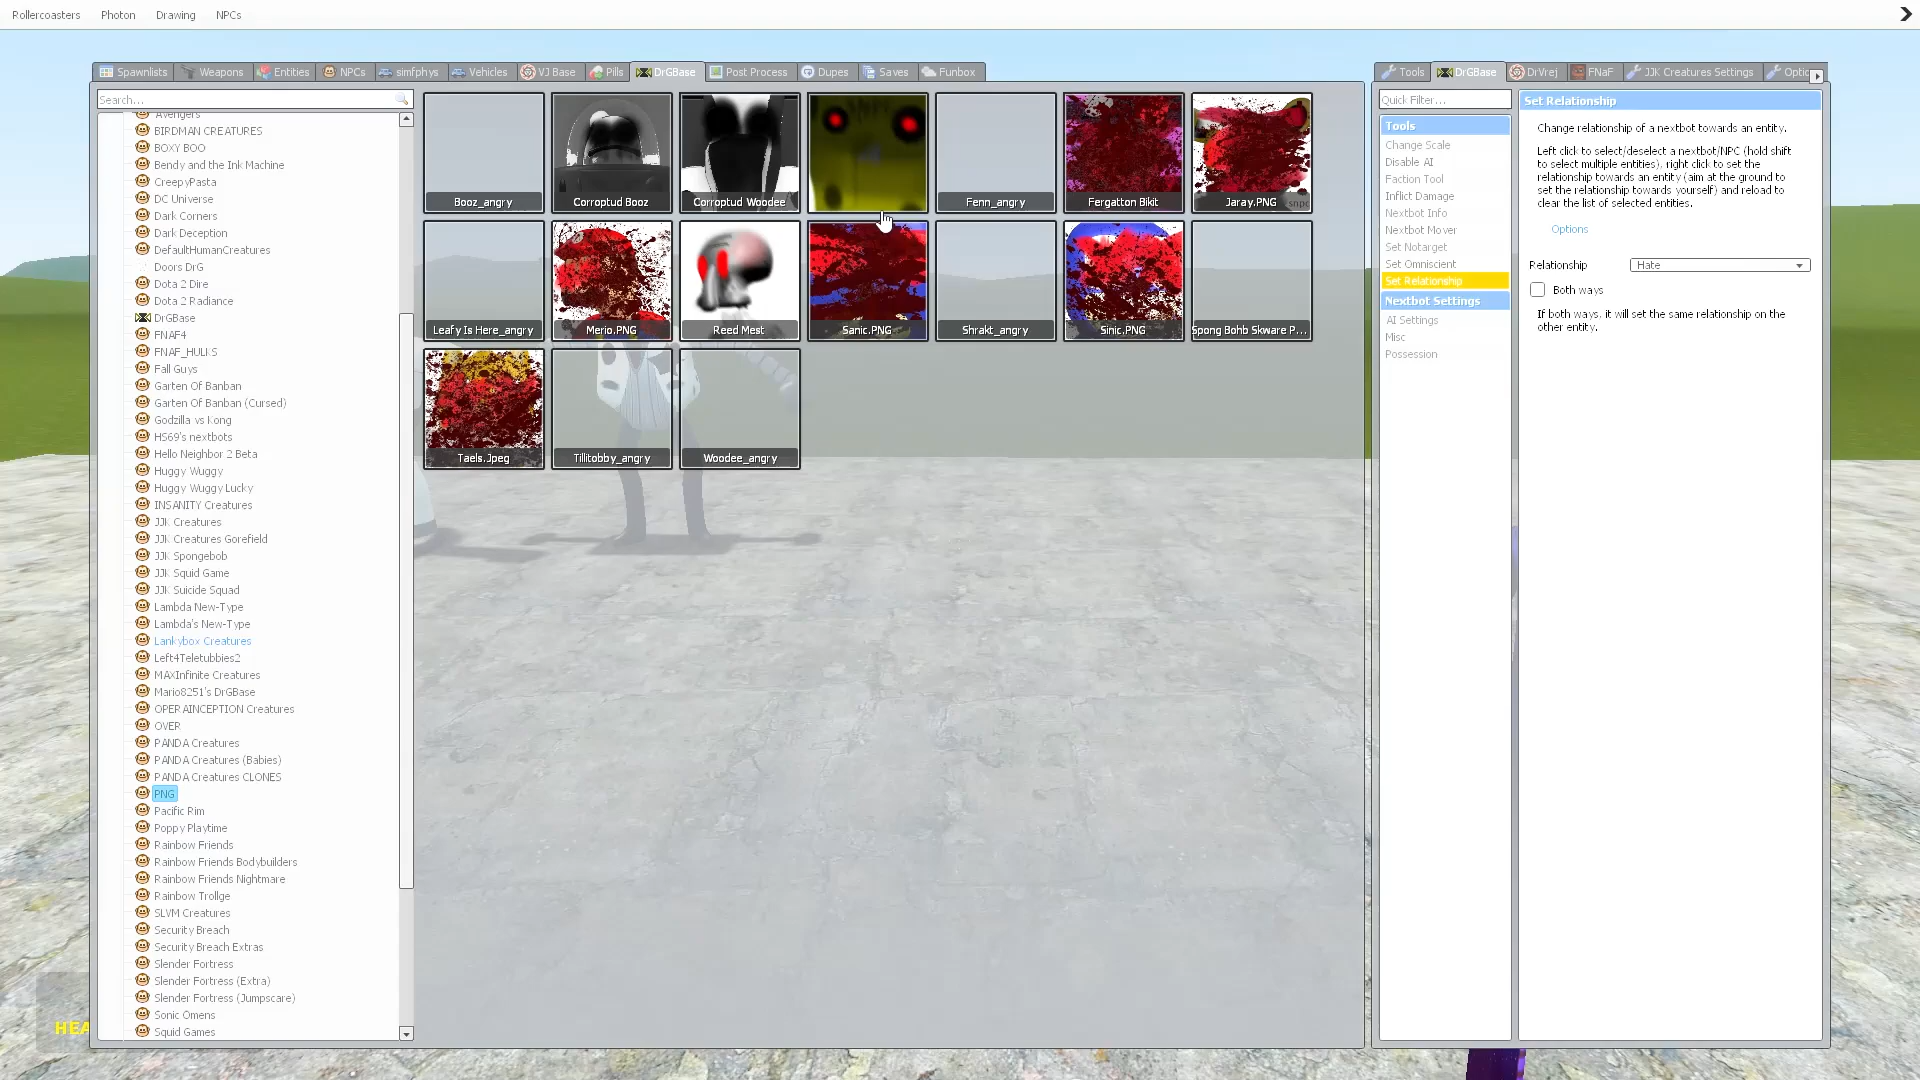 Rollercoasters Photon Drawing NPCs
Spawnlists Weapons Entities NPCs simfphys Vehicles VJ Base Pills DrGBase Post Process Dupes Saves Funbox
Search...
Avengers
BIRDMAN CREATURES
BOXY BOO
Bendy and the Ink Machine
CreepyPasta
DC Universe
Dark Corners
Dark Deception
DefaultHumanCreatures
Doors DrG
Dota 2 Dire
Dota 2 Radiance
DrGBase
FNAF4
FNAF_HULKS
Fall Guys
Garten Of Banban
Garten Of Banban (Cursed)
Godzilla vs Kong
HS69's nextbots
Hello Neighbor 2 Beta
Huggy Wuggy
Huggy Wuggy Lucky
INSANITY Creatures
JJK Creatures
JJK Creatures Gorefield
JJK Spongebob
JJK Squid Game
JJK Suicide Squad
Lambda New-Type
Lambda's New-Type
Lankybox Creatures
Left4Teletubbies2
MAXInfinite Creatures
Mario8251's DrGBase
OPERAINCEPTION Creatures
OVER
PANDA Creatures
PANDA Creatures (Babies)
PANDA Creatures CLONES
PNG
Pacific Rim
Poppy Playtime
Rainbow Friends
Rainbow Friends Bodybuilders
Rainbow Friends Nightmare
Rainbow Trollge
SLVM Creatures
Security Breach
Security Breach Extras
Slender Fortress
Slender Fortress (Extra)
Slender Fortress (Jumpscare)
Sonic Omens
Squid Games
HEA
Booz_angry Corroptud Booz Corroptud Woodee Fenn_angry Fergatton Bikit Jaray.PNG
snpc
Leafy Is Here_angry Merio.PNG Reed Mest Sanic.PNG Shrakt_angry Sinic.PNG Spong Bohb Skware P...
Taels.Jpeg Tillitobby_angry Woodee_angry
Tools DrGBase DrVrej FNaF JJK Creatures Settings Optio
Quick Filter...
Tools
Change Scale
Disable AI
Faction Tool
Inflict Damage
Nextbot Info
Nextbot Mover
Set Notarget
Set Omniscient
Set Relationship
Nextbot Settings
AI Settings
Misc
Possession
Set Relationship
Change relationship of a nextbot towards an entity.
Left click to select/deselect a nextbot/NPC (hold shift
to select multiple entities), right click to set the
relationship towards an entity (aim at the ground to
set the relationship towards yourself) and reload to
clear the list of selected entities.
Options
Relationship Hate
Both ways
If both ways, it will set the same relationship on the
other entity.